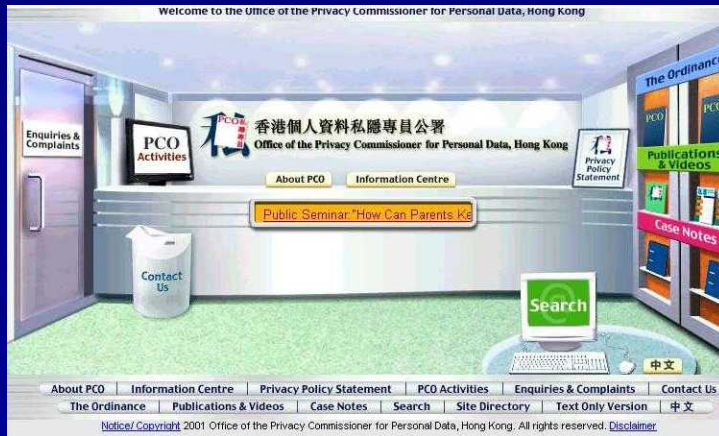 Welcome to the Office of the Privacy Commissioner for Personal Data, Hong Kong
Enquiries &
Complaints
PCO
Activities
PCO
香港個人資料私隱專員公署
Office of the Privacy Commissioner for Personal Data, Hong Kong
About PCO
Information Centre
Public Seminar:"How Can Parents Ke
Privacy
Policy
Statement
The Ordinance
PCO
PCO
Publications
& Videos
Case Notes
Contact
Us
Search
中文
About PCO | Information Centre | Privacy Policy Statement | PCO Activities | Enquiries & Complaints | Contact Us
The Ordinance | Publications & Videos | Case Notes | Search | Site Directory | Text Only Version | 中文
Notice/ Copyright 2001 Office of the Privacy Commissioner for Personal Data, Hong Kong. All rights reserved. Disclaimer